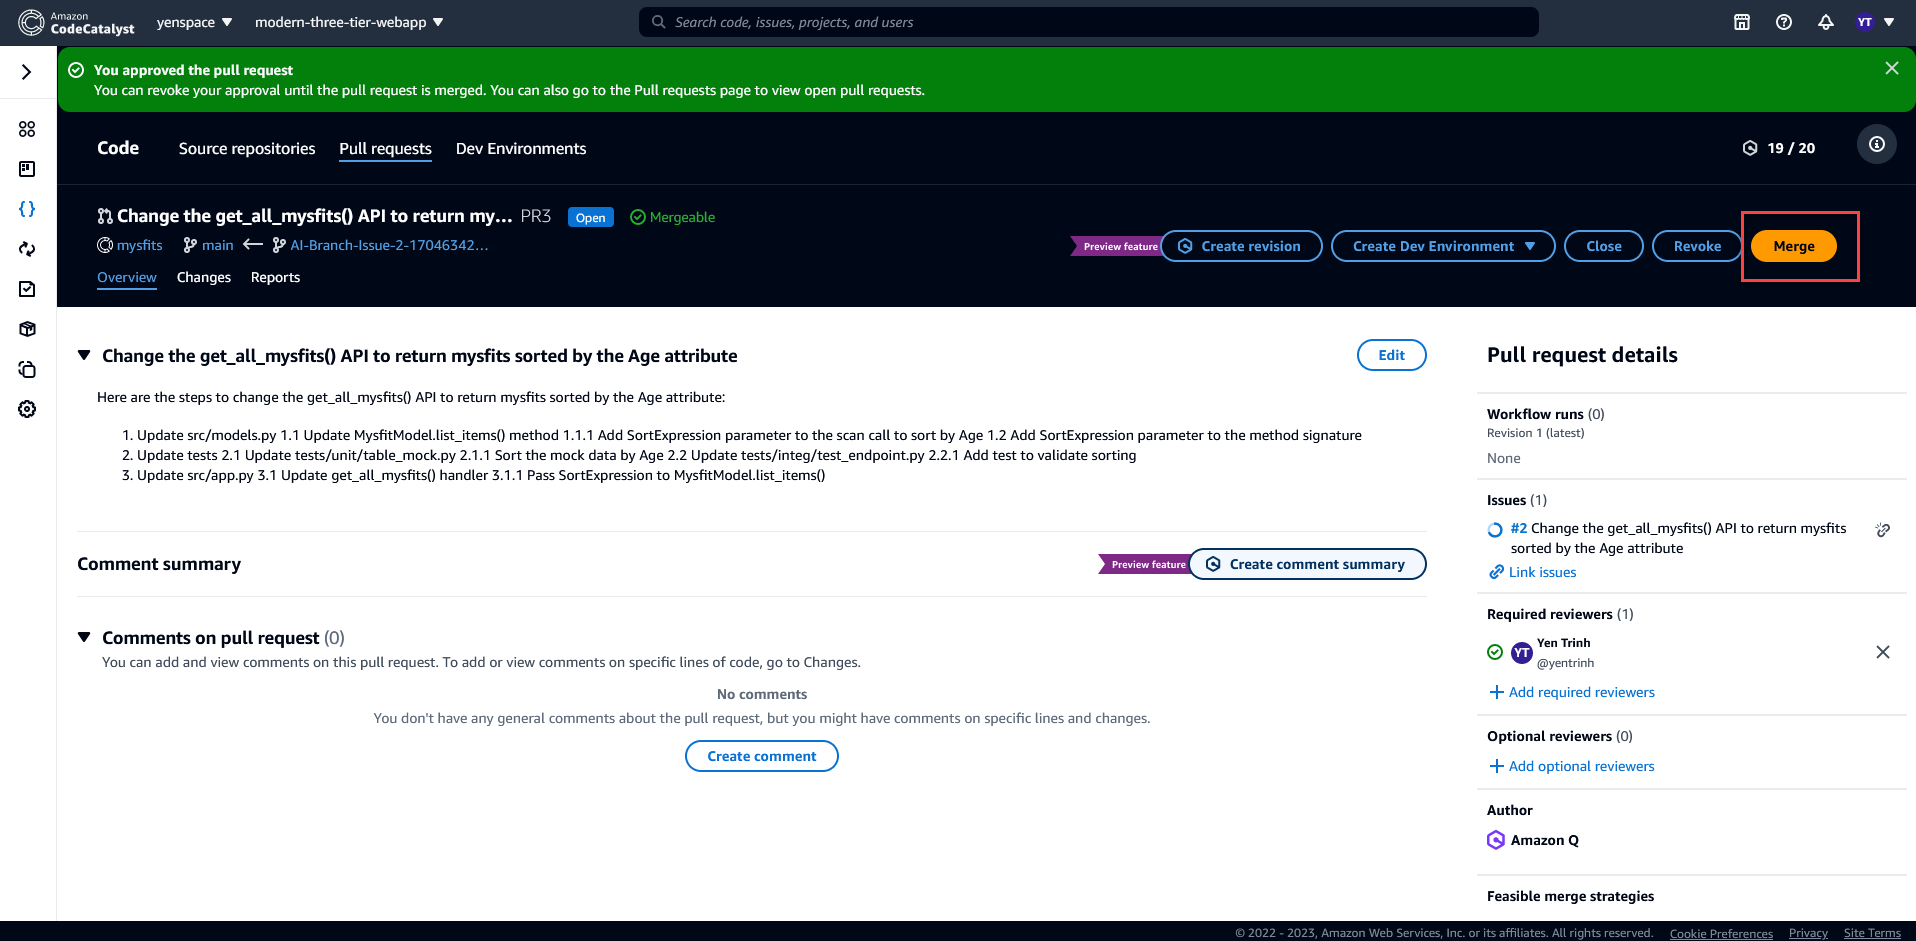 Amazon
CodeCatalyst
yenspace
modern-three-tier-webapp
Search code, issues, projects, and users
YT
You approved the pull request
You can revoke your approval until the pull request is merged. You can also go to the Pull requests page to view open pull requests.
Code
Source repositories
Pull requests
Dev Environments
19 / 20
Change the get_all_mysfits() API to return my... PR3
Open
Mergeable
mysfits
main
AI-Branch-Issue-2-17046342...
Preview feature
Create revision
Create Dev Environment
Close
Revoke
Merge
Overview
Changes
Reports
Change the get_all_mysfits() API to return mysfits sorted by the Age attribute
Edit
Here are the steps to change the get_all_mysfits() API to return mysfits sorted by the Age attribute:
1. Update src/models.py 1.1 Update MysfitModel.list_items() method 1.1.1 Add SortExpression parameter to the scan call to sort by Age 1.2 Add SortExpression parameter to the method signature
2. Update tests 2.1 Update tests/unit/table_mock.py 2.1.1 Sort the mock data by Age 2.2 Update tests/integ/test_endpoint.py 2.2.1 Add test to validate sorting
3. Update src/app.py 3.1 Update get_all_mysfits() handler 3.1.1 Pass SortExpression to MysfitModel.list_items()
Comment summary
Preview feature
Create comment summary
Comments on pull request (0)
You can add and view comments on this pull request. To add or view comments on specific lines of code, go to Changes.
No comments
You don't have any general comments about the pull request, but you might have comments on specific lines and changes.
Create comment
Pull request details
Workflow runs (0)
Revision 1 (latest)
None
Issues (1)
#2 Change the get_all_mysfits() API to return mysfits
sorted by the Age attribute
Link issues
Required reviewers (1)
YT
Yen Trinh
@yentrinh
Add required reviewers
Optional reviewers (0)
Add optional reviewers
Author
Amazon Q
Feasible merge strategies
© 2022 - 2023, Amazon Web Services, Inc. or its affiliates. All rights reserved.
Cookie Preferences
Privacy
Site Terms